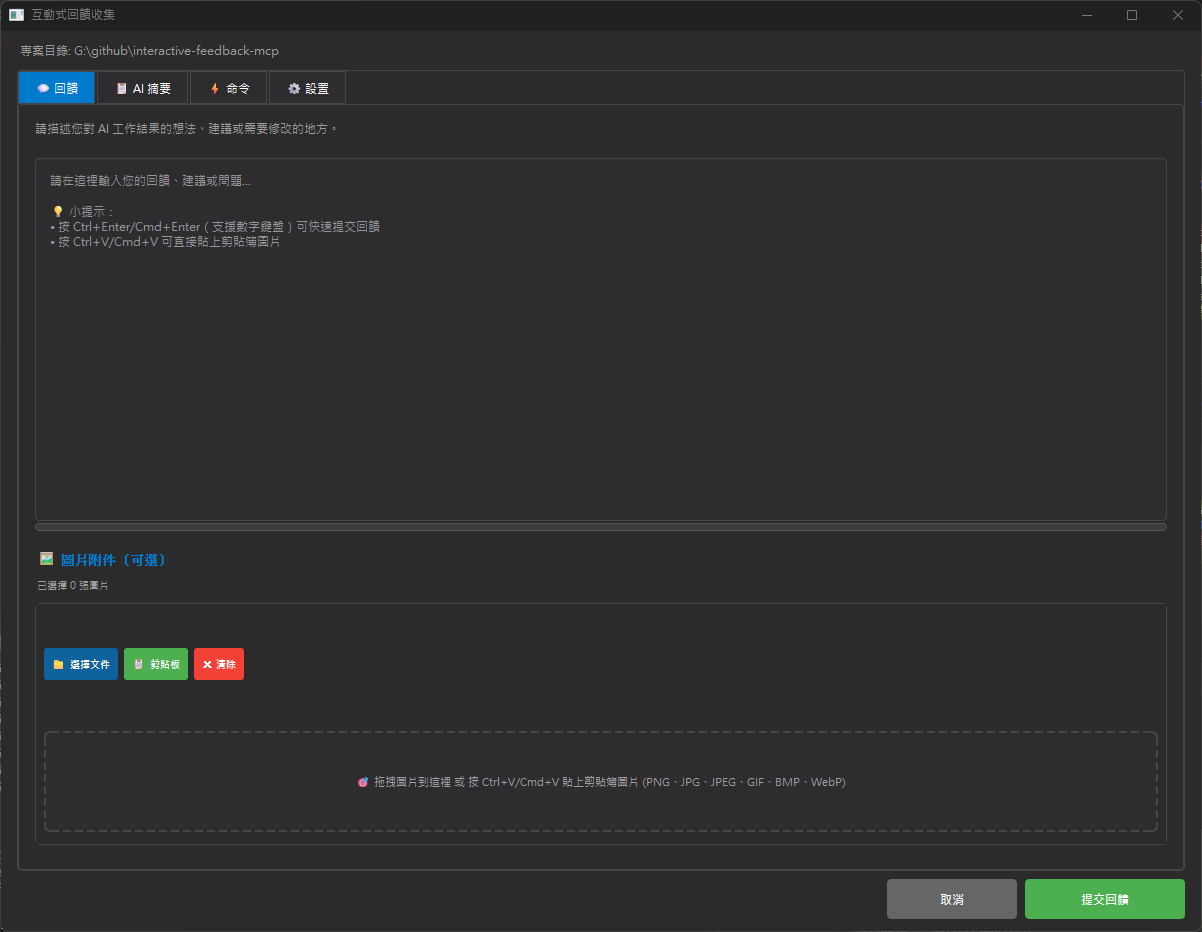 互動式回饋收集
專案目錄: G:\github\interactive-feedback-mcp
💬 回饋
📋 AI 摘要
⚡ 命令
⚙️ 設置
請描述您對 AI 工作結果的想法、建議或需要修改的地方。
請在這裡輸入您的回饋、建議或問題...
💡 小提示：
• 按 Ctrl+Enter/Cmd+Enter（支援數字鍵盤）可快速提交回饋
• 按 Ctrl+V/Cmd+V 可直接貼上剪貼簿圖片
🖼️ 圖片附件（可選）
已選擇 0 張圖片
📁 選擇文件
📋 剪貼板
❌ 清除
🎯 拖拽圖片到這裡 或 按 Ctrl+V/Cmd+V 貼上剪貼簿圖片 (PNG、JPG、JPEG、GIF、BMP、WebP)
取消
提交回饋